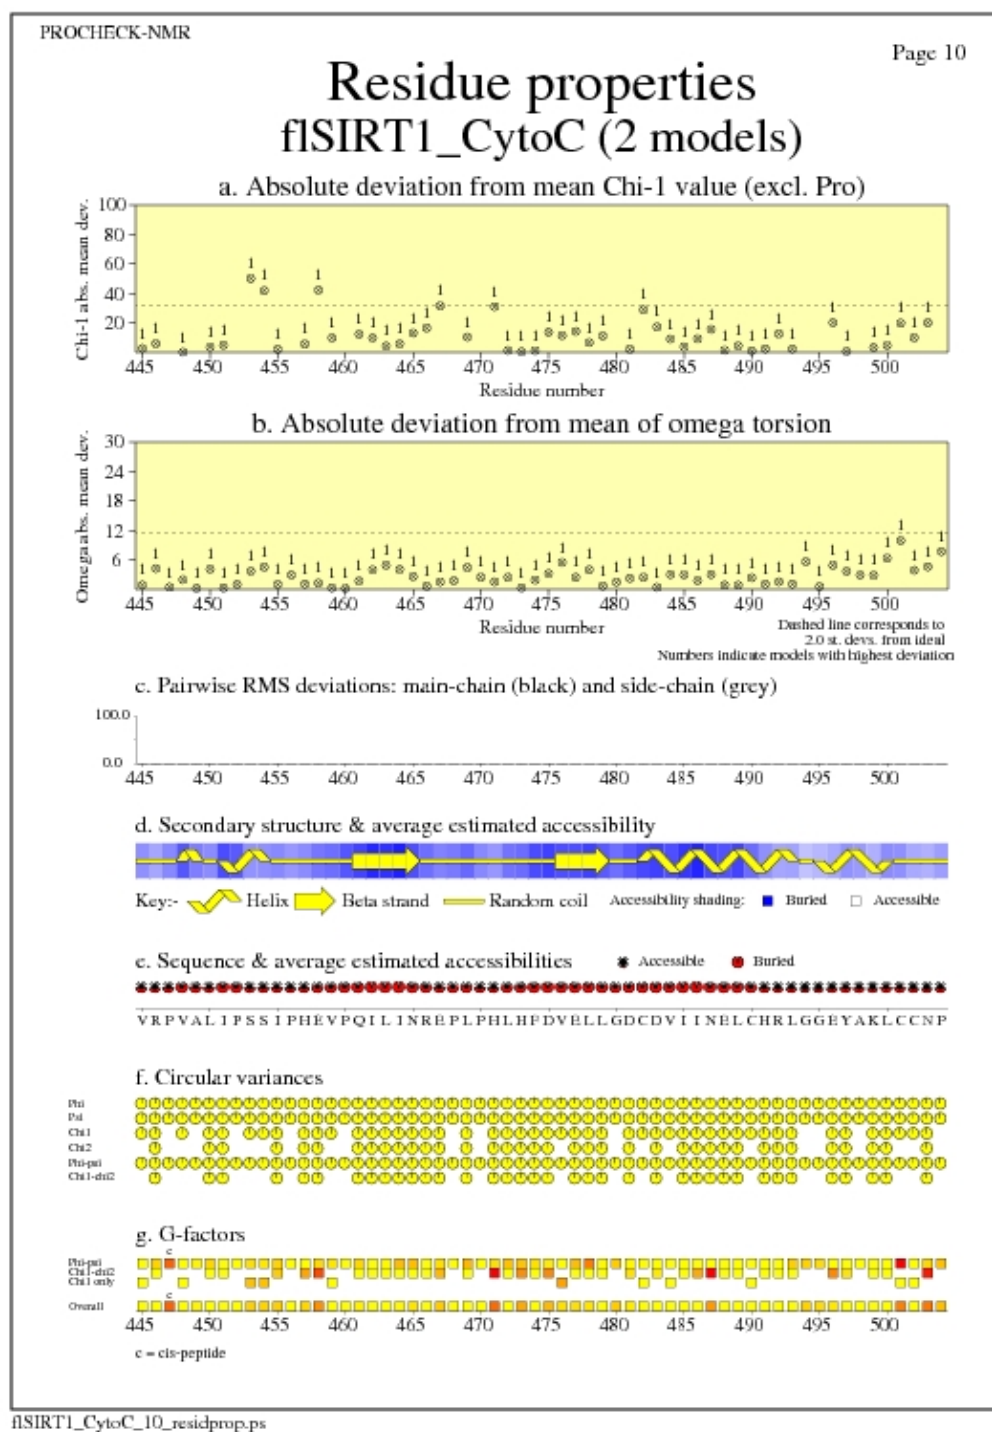 PROCHECK-NMR
Page 10
Residue properties
flSIRT1_CytoC (2 models)
a. Absolute deviation from mean Chi-1 value (excl. Pro)
Chi-1 abs. mean dev.
100
80
60
40
20
445 450 455 460 465 470 475 480 485 490 495 500
Residue number
b. Absolute deviation from mean of omega torsion
Omega abs. mean dev.
30
24
18
12
6
445 450 455 460 465 470 475 480 485 490 495 500
Residue number
Dashed line corresponds to
2.0 st. devs. from ideal
Numbers indicate models with highest deviation
c. Pairwise RMS deviations: main-chain (black) and side-chain (grey)
100.0
0.0
445 450 455 460 465 470 475 480 485 490 495 500
d. Secondary structure & average estimated accessibility
Key:- Helix Beta strand Random coil Accessibility shading: Buried Accessible
e. Sequence & average estimated accessibilities Accessible Buried
V R P V A L I P S S I P H E V P Q I L I N R E P L P H L H F D V E L L G D C D V I I N E L C H R L G G E Y A K L C C N P
f. Circular variances
Phi
Psi
Chi1
Chi2
Phi-psi
Chi1-chi2
g. G-factors
c
Phi-psi
Chi1-chi2
Chi1 only
c
Overall
445 450 455 460 465 470 475 480 485 490 495 500
c = cis-peptide
flSIRT1_CytoC_10_residprop.ps